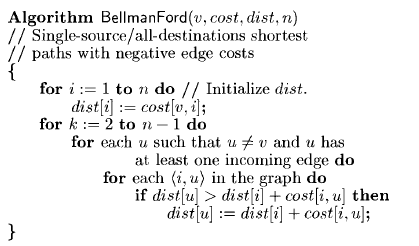 Algorithm BellmanFord(v, cost, dist, n)
// Single-source/all-destinations shortest
// paths with negative edge costs
{
for i := 1 to n do // Initialize dist.
dist[i] := cost[v, i];
for k := 2 to n − 1 do
for each u such that u ≠ v and u has
at least one incoming edge do
for each ⟨i, u⟩ in the graph do
if dist[u] > dist[i] + cost[i, u] then
dist[u] := dist[i] + cost[i, u];
}